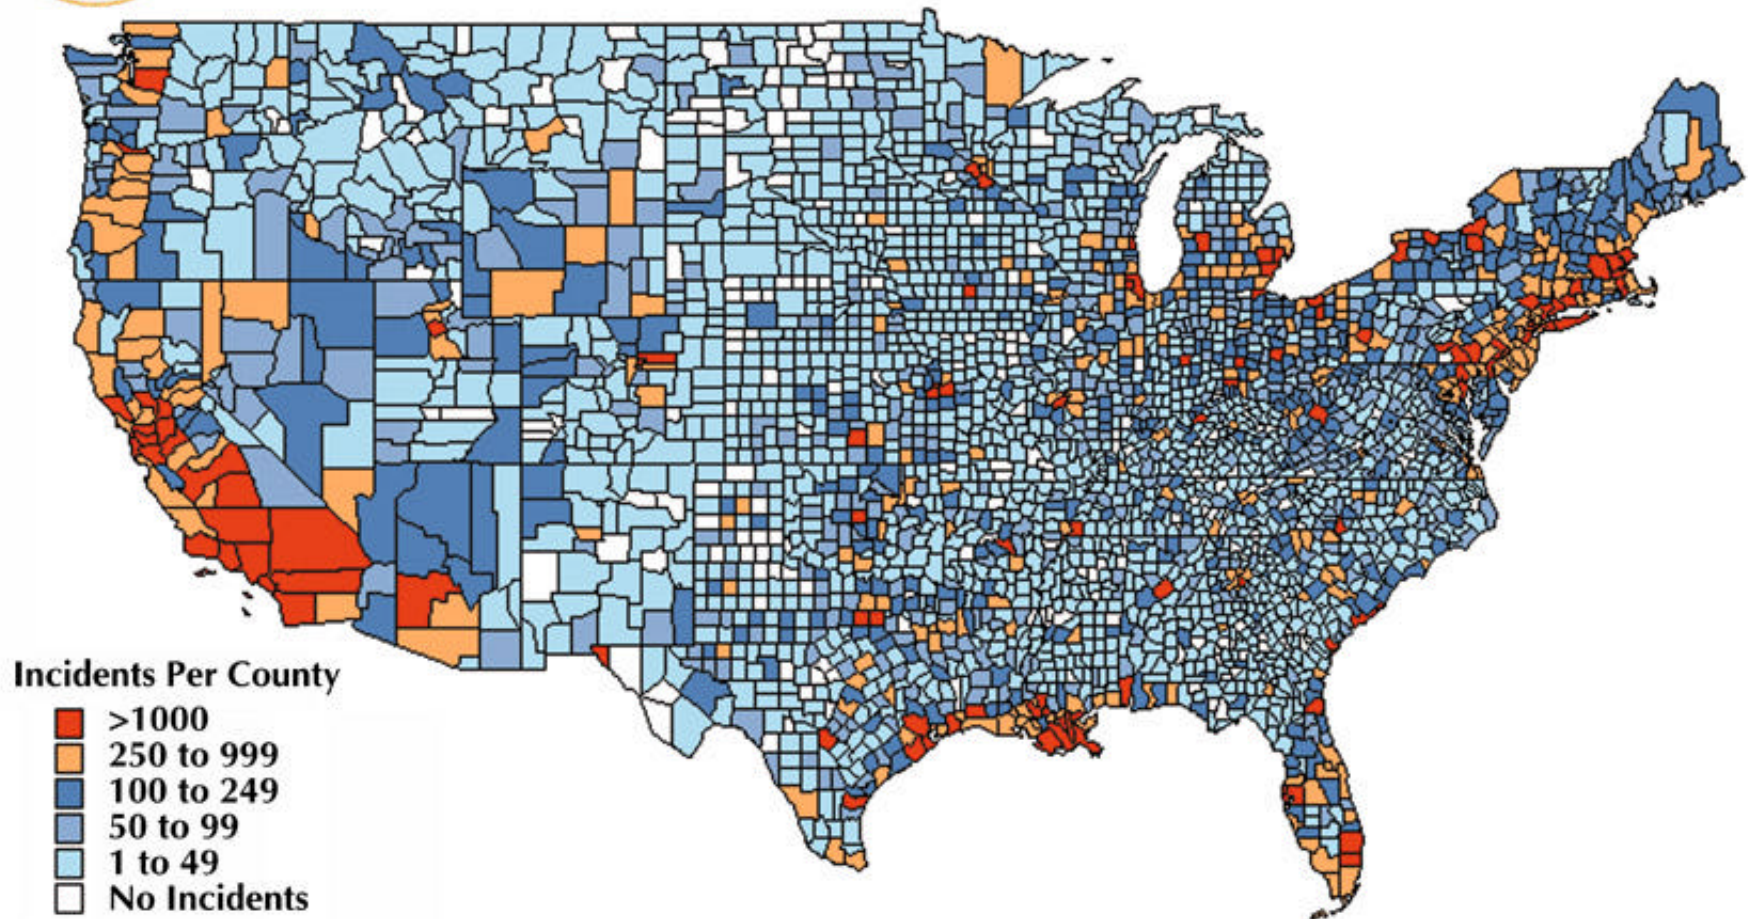 Incidents Per County
>1000
250 to 999
100 to 249
50 to 99
1 to 49
No Incidents